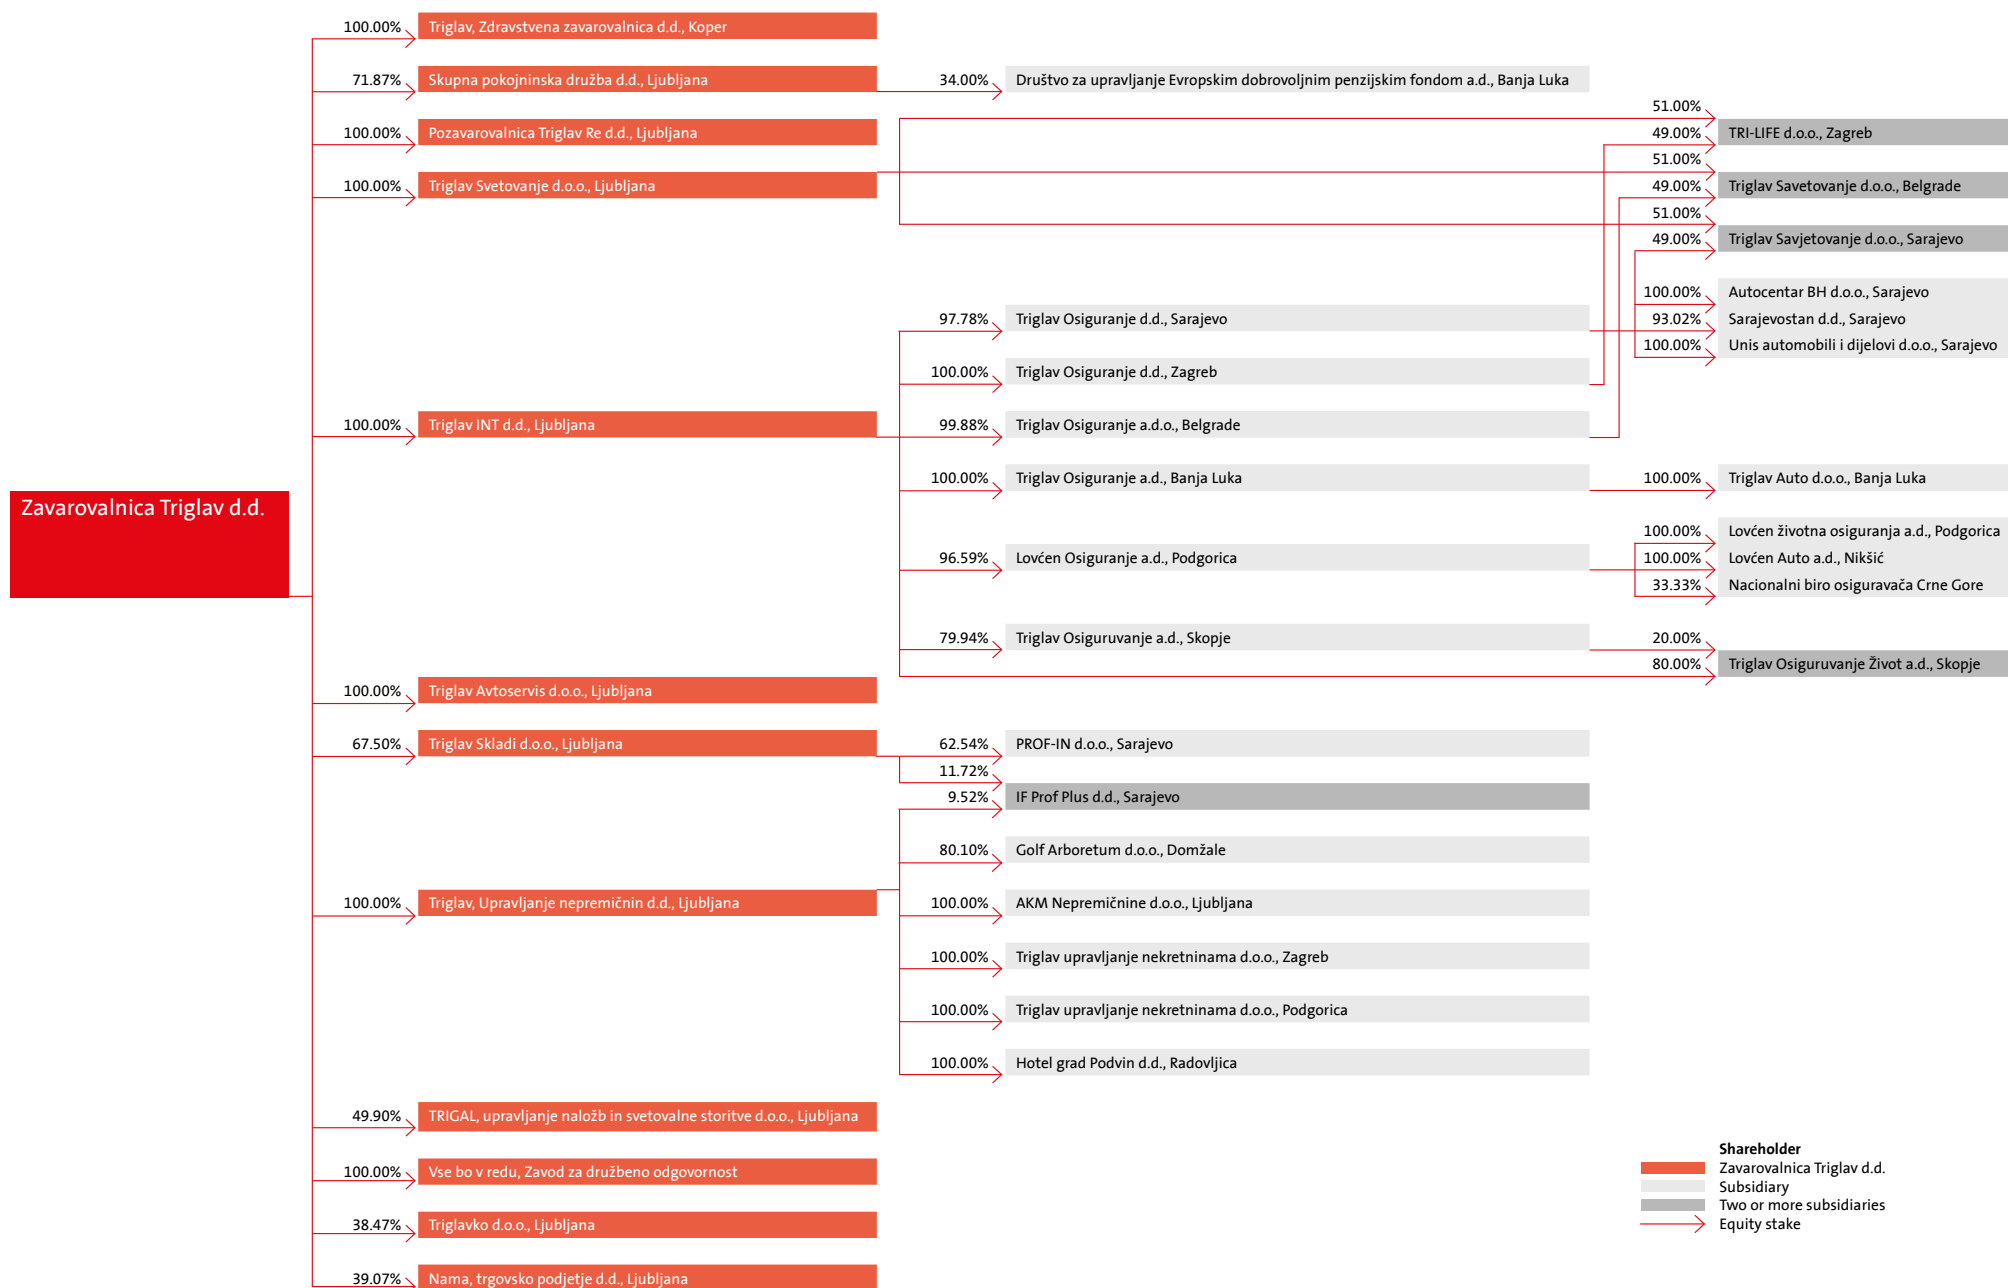 100.00% Triglav, Zdravstvena zavarovalnica d.d., Koper
71.87% Skupna pokojninska družba d.d., Ljubljana 34.00% Društvo za upravljanje Evropskim dobrovoljnim penzijskim fondom a.d., Banja Luka
51.00%
100.00% Pozavarovalnica Triglav Re d.d., Ljubljana 49.00% TRI-LIFE d.o.o., Zagreb
51.00%
100.00% Triglav Svetovanje d.o.o., Ljubljana 49.00% Triglav Savetovanje d.o.o., Belgrade
51.00%
49.00% Triglav Savjetovanje d.o.o., Sarajevo
100.00% Autocentar BH d.o.o., Sarajevo
97.78% Triglav Osiguranje d.d., Sarajevo 93.02% Sarajevostan d.d., Sarajevo
100.00% Unis automobili i dijelovi d.o.o., Sarajevo
100.00% Triglav Osiguranje d.d., Zagreb
100.00% Triglav INT d.d., Ljubljana 99.88% Triglav Osiguranje a.d.o., Belgrade
100.00% Triglav Osiguranje a.d., Banja Luka 100.00% Triglav Auto d.o.o., Banja Luka
Zavarovalnica Triglav d.d.
100.00% Lovćen životna osiguranja a.d., Podgorica
96.59% Lovćen Osiguranje a.d., Podgorica 100.00% Lovćen Auto a.d., Nikšić
33.33% Nacionalni biro osiguravača Crne Gore
79.94% Triglav Osiguruvanje a.d., Skopje 20.00%
80.00% Triglav Osiguruvanje Život a.d., Skopje
100.00% Triglav Avtoservis d.o.o., Ljubljana
67.50% Triglav Skladi d.o.o., Ljubljana 62.54% PROF-IN d.o.o., Sarajevo
11.72%
9.52% IF Prof Plus d.d., Sarajevo
80.10% Golf Arboretum d.o.o., Domžale
100.00% Triglav, Upravljanje nepremičnin d.d., Ljubljana 100.00% AKM Nepremičnine d.o.o., Ljubljana
100.00% Triglav upravljanje nekretninama d.o.o., Zagreb
100.00% Triglav upravljanje nekretninama d.o.o., Podgorica
100.00% Hotel grad Podvin d.d., Radovljica
49.90% TRIGAL, upravljanje naložb in svetovalne storitve d.o.o., Ljubljana
100.00% Vse bo v redu, Zavod za družbeno odgovornost
38.47% Triglavko d.o.o., Ljubljana
39.07% Nama, trgovsko podjetje d.d., Ljubljana
Shareholder
Zavarovalnica Triglav d.d.
Subsidiary
Two or more subsidiaries
Equity stake